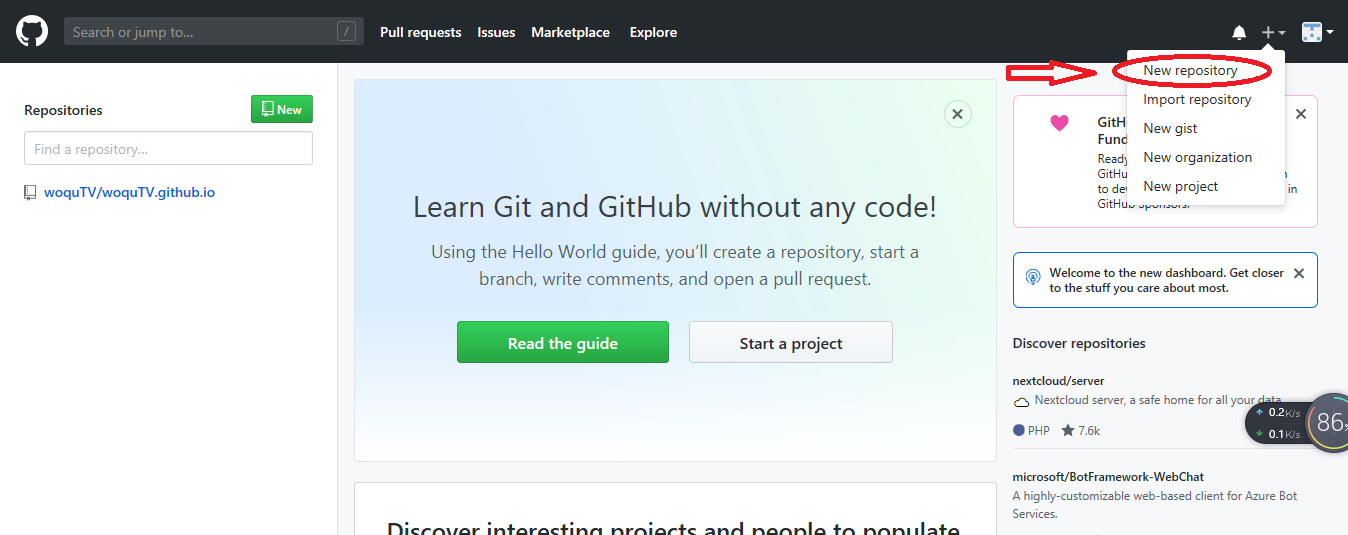 Search or jump to...
/
Pull requests
Issues
Marketplace
Explore
New repository
Import repository
New gist
New organization
New project
Repositories
New
Find a repository...
woquTV/woquTV.github.io
Learn Git and GitHub without any code!
Using the Hello World guide, you’ll create a repository, start a
branch, write comments, and open a pull request.
Read the guide
Start a project
Discover interesting projects and people to populate
GitH
Fund
Ready
GitHu
to dev in
GitHub Sponsors.
Welcome to the new dashboard. Get closer
to the stuff you care about most.
Discover repositories
nextcloud/server
Nextcloud server, a safe home for all your data
PHP 7.6k
microsoft/BotFramework-WebChat
A highly-customizable web-based client for Azure Bot
Services.
0.2K/s
0.1K/s
86%